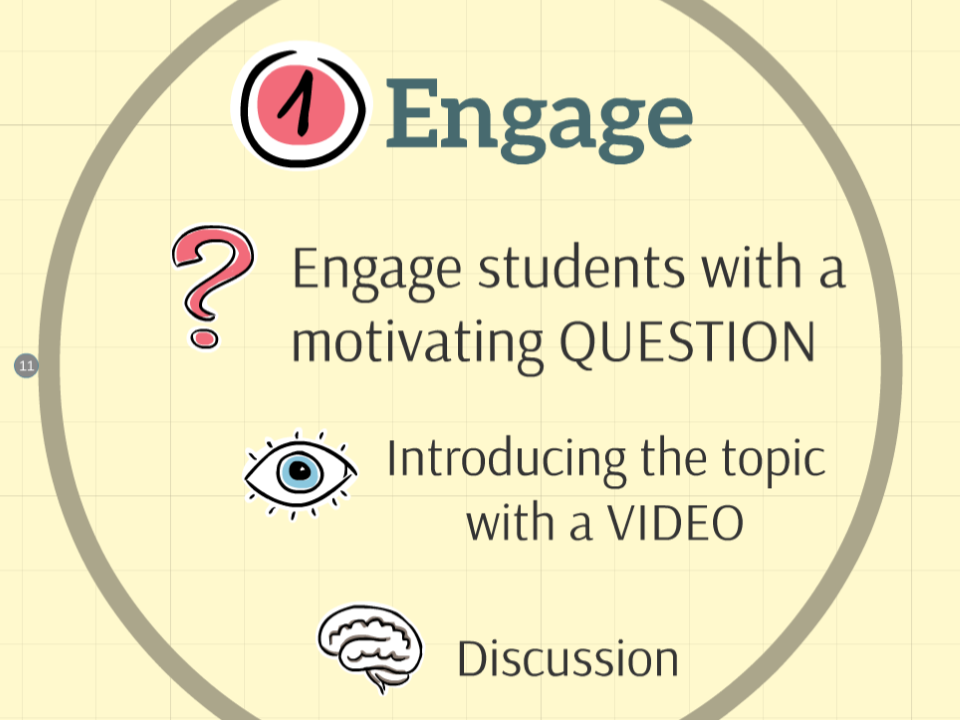 1 Engage
Engage students with a
motivating QUESTION
11
Introducing the topic
with a VIDEO
Discussion